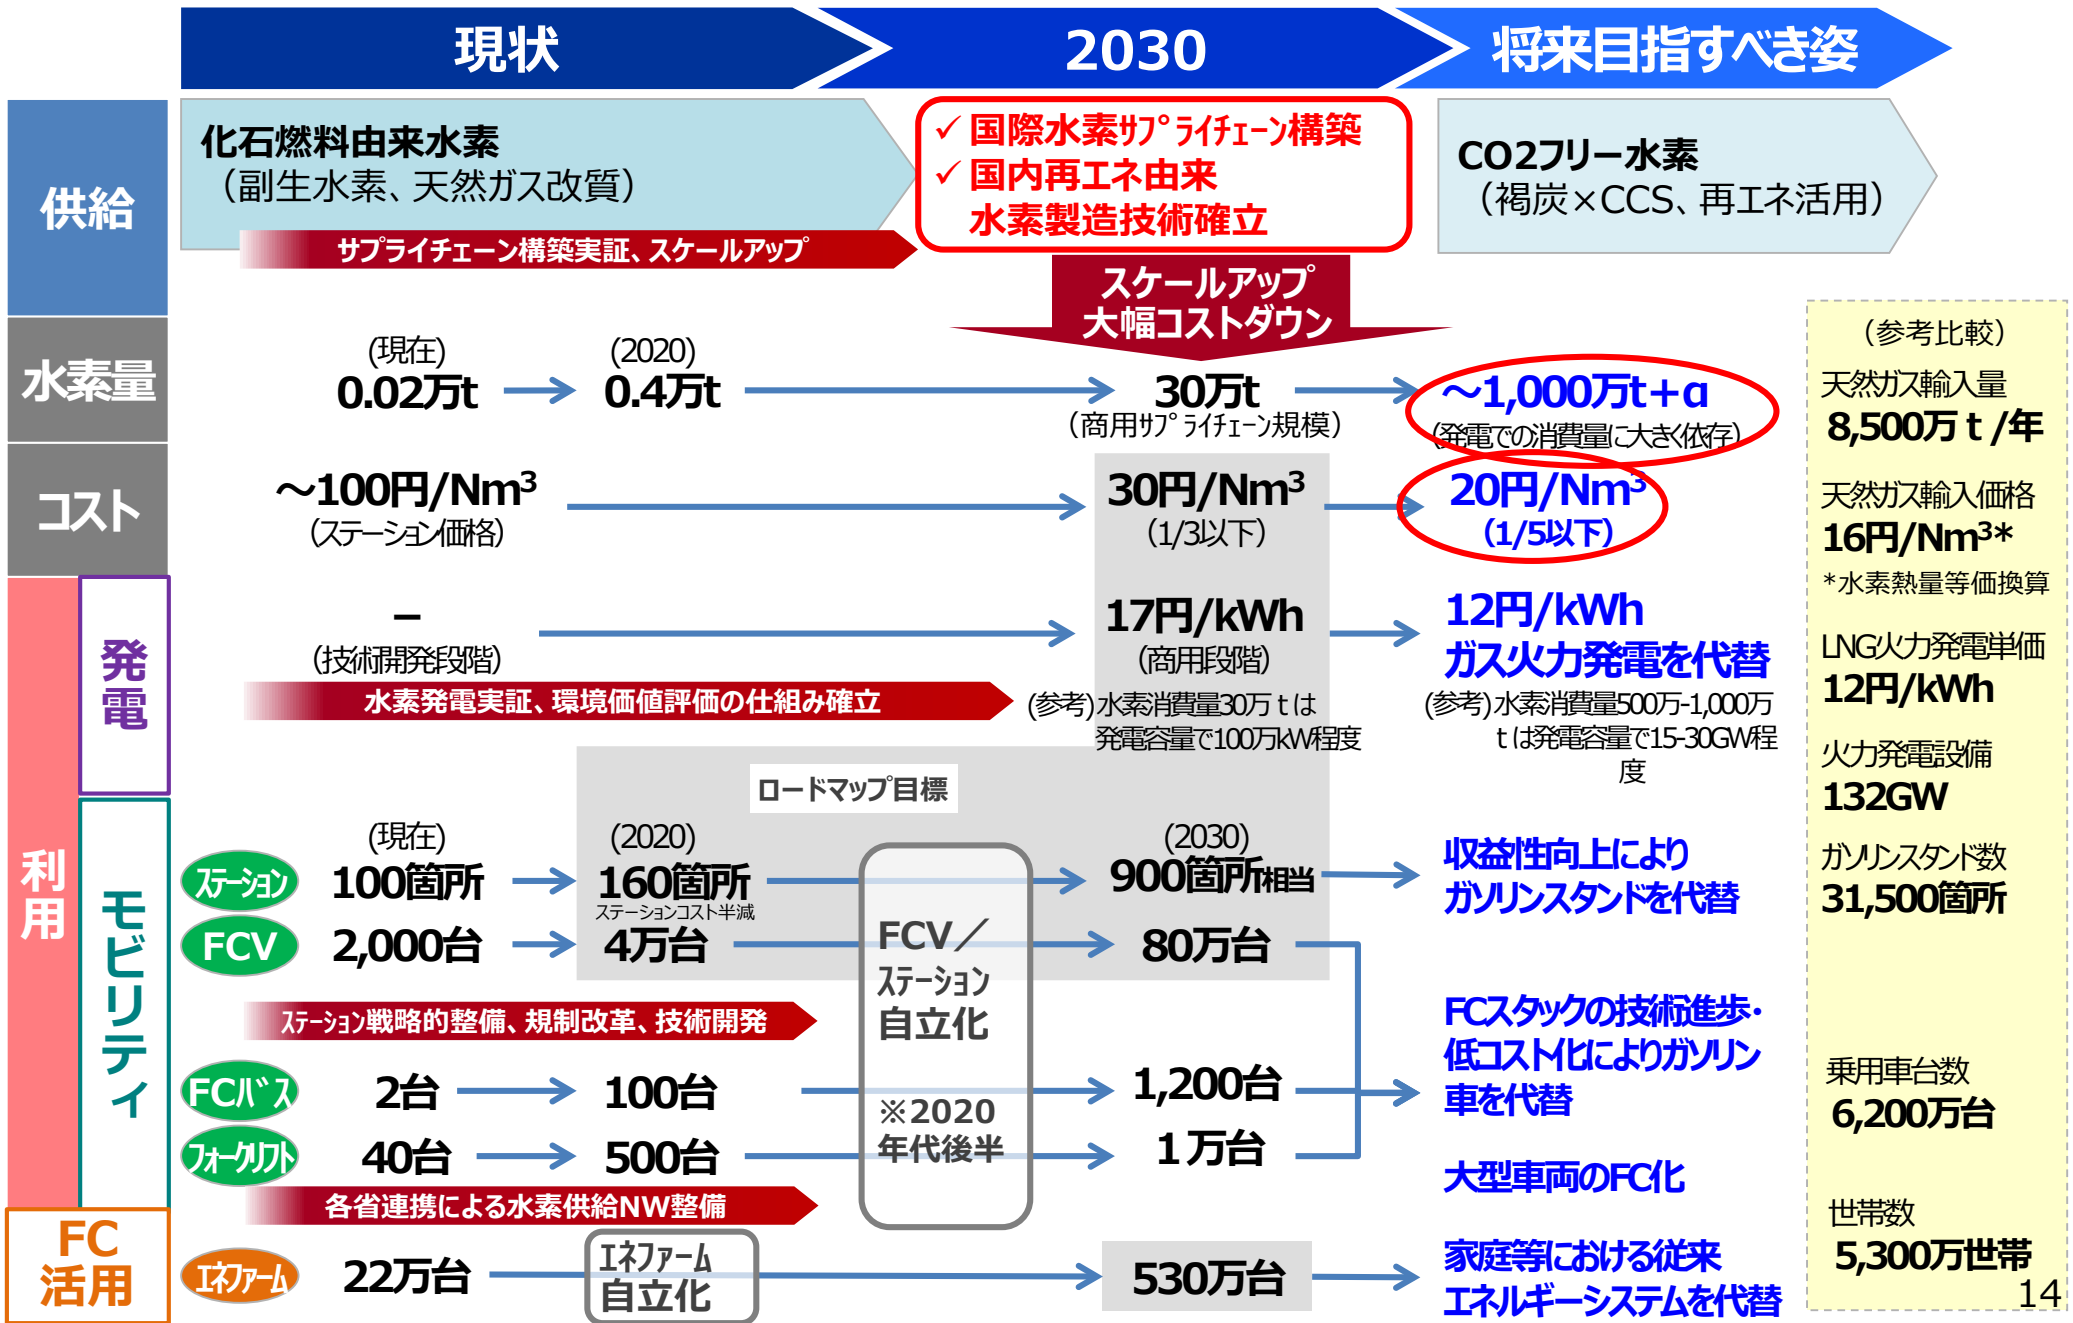 現状
2030
将来目指すべき姿
供給
化石燃料由来水素
（副生水素、天然ガス改質）
サプライチェーン構築実証、スケールアップ
✓ 国際水素ｻﾌﾟﾗｲﾁｪｰﾝ構築
✓ 国内再エネ由来
水素製造技術確立
CO2フリー水素
（褐炭×CCS、再エネ活用）
スケールアップ
大幅コストダウン
水素量
(現在)
0.02万t
(2020)
0.4万t
30万t
（商用ｻﾌﾟﾗｲﾁｪｰﾝ規模）
～1,000万t+α
（発電での消費量に大きく依存）
コスト
～100円/Nm³
（ステーション価格）
30円/Nm³
（1/3以下）
20円/Nm³
（1/5以下）
利用
発電
－
（技術開発段階）
17円/kWh
（商用段階）
12円/kWh
ガス火力発電を代替
水素発電実証、環境価値評価の仕組み確立
(参考) 水素消費量30万ｔは
発電容量で100万kW程度
(参考) 水素消費量500万-1,000万
ｔは発電容量で15-30GW程
度
ロードマップ目標
モビリティ
(現在)
(2020)
(2030)
ｽﾃｰｼｮﾝ
100箇所
160箇所
ステーションコスト半減
900箇所相当
収益性向上により
ガソリンスタンドを代替
FCV
2,000台
4万台
80万台
FCV／
ｽﾃｰｼｮﾝ
自立化
※2020
年代後半
ｽﾃｰｼｮﾝ戦略的整備、規制改革、技術開発
FCスタックの技術進歩・
低コスト化によりガソリン
車を代替
FCﾊﾞｽ
2台
100台
1,200台
ﾌｫｰｸﾘﾌﾄ
40台
500台
１万台
大型車両のFC化
各省連携による水素供給NW整備
FC
活用
ｴﾈﾌｧｰﾑ
22万台
ｴﾈﾌｧｰﾑ
自立化
530万台
家庭等における従来
エネルギーシステムを代替
（参考比較）
天然ガス輸入量
8,500万ｔ/年
天然ガス輸入価格
16円/Nm³*
*水素熱量等価換算
LNG火力発電単価
12円/kWh
火力発電設備
132GW
ガソリンスタンド数
31,500箇所
乗用車台数
6,200万台
世帯数
5,300万世帯
14